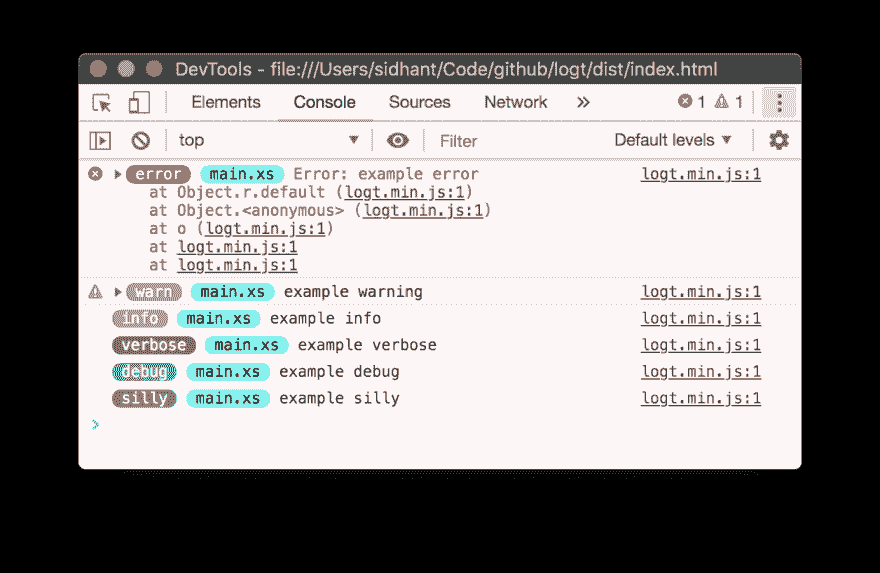 DevTools - file:///Users/sidhant/Code/github/logt/dist/index.html
Elements Console Sources Network » 1 1
top Filter Default levels
error main.xs Error: example error logt.min.js:1
at Object.r.default (logt.min.js:1)
at Object.<anonymous> (logt.min.js:1)
at o (logt.min.js:1)
at logt.min.js:1
at logt.min.js:1
warn main.xs example warning logt.min.js:1
info main.xs example info logt.min.js:1
verbose main.xs example verbose logt.min.js:1
debug main.xs example debug logt.min.js:1
silly main.xs example silly logt.min.js:1